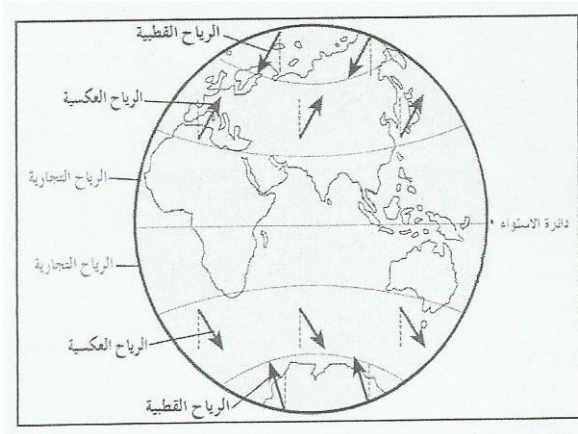 الرياح القطبية
الرياح العكسية
الرياح التجارية
دائرة الاستواء
الرياح التجارية
الرياح العكسية
الرياح القطبية